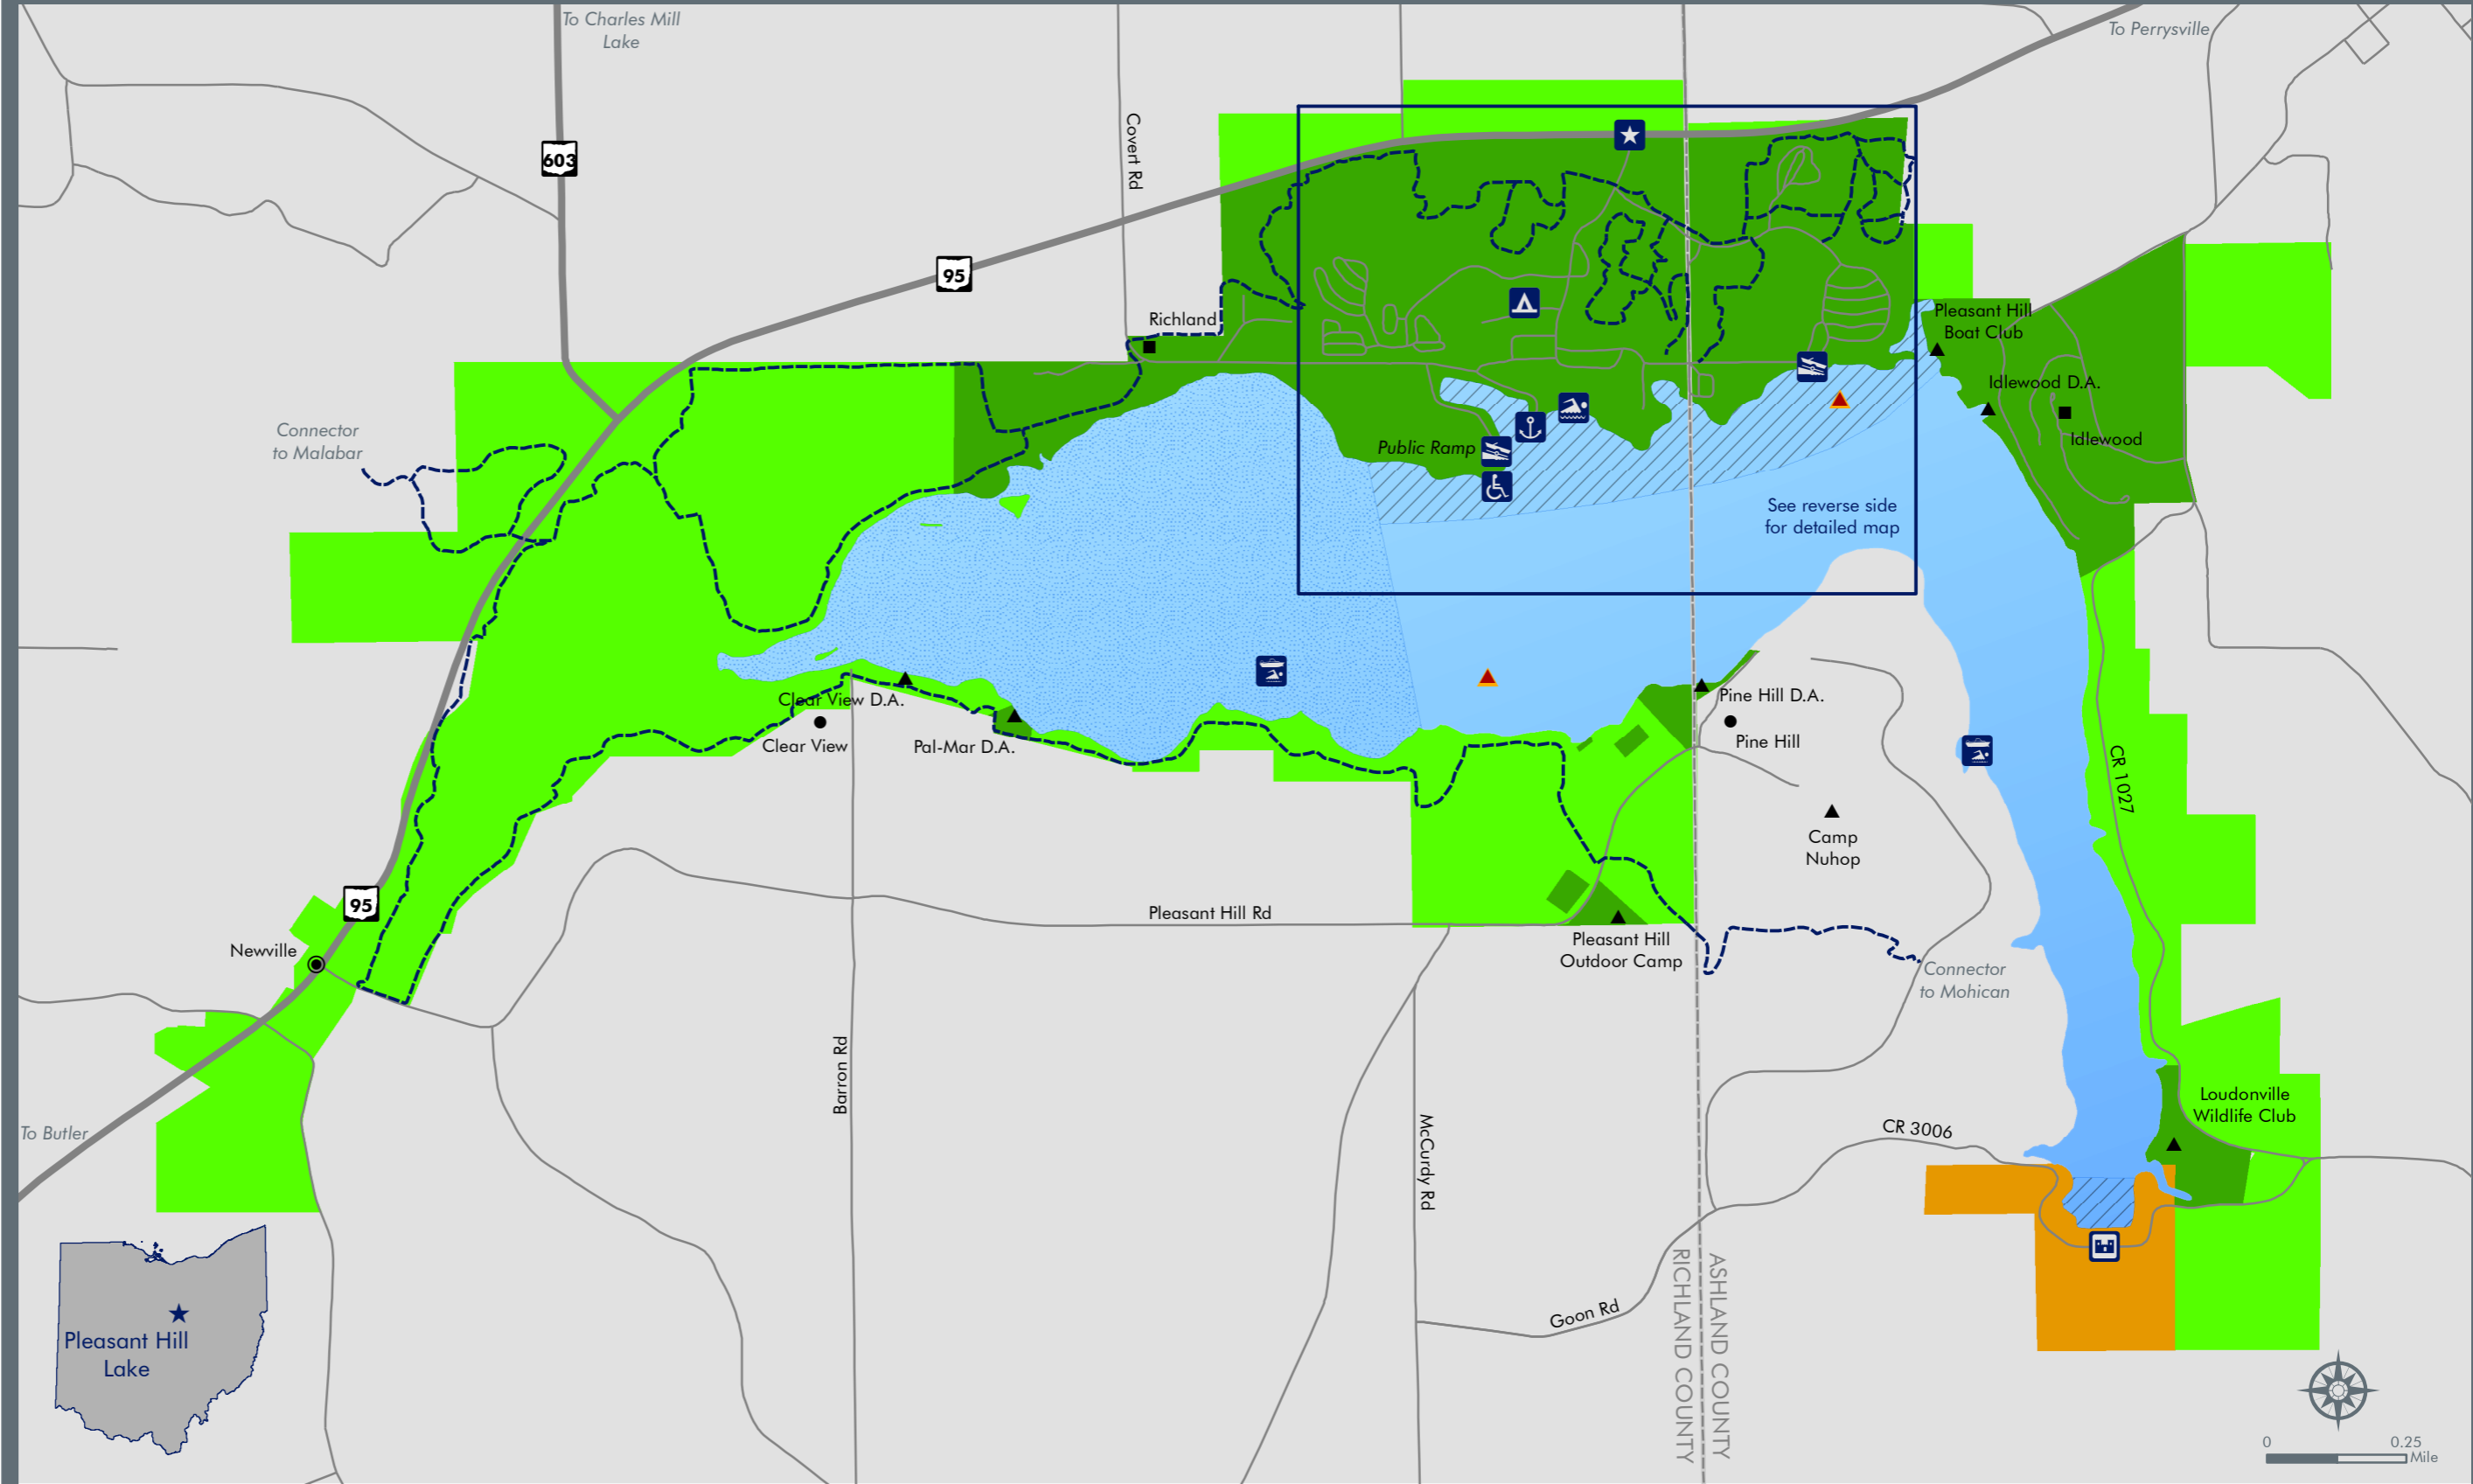 To Charles Mill
Lake
To Perrysville
603
Covert Rd
95
Richland
Pleasant Hill
Boat Club
Idlewood D.A.
Idlewood
Connector
to Malabar
Public Ramp
See reverse side
for detailed map
Clear View D.A.
Clear View
Pal-Mar D.A.
Pine Hill D.A.
Pine Hill
CR 1027
Camp
Nuhop
95
Pleasant Hill Rd
Newville
Pleasant Hill
Outdoor Camp
Connector
to Mohican
Barron Rd
McCurdy Rd
Loudonville
Wildlife Club
CR 3006
To Butler
Goon Rd
RICHLAND COUNTY
ASHLAND COUNTY
Pleasant Hill
Lake
0
0.25
Mile